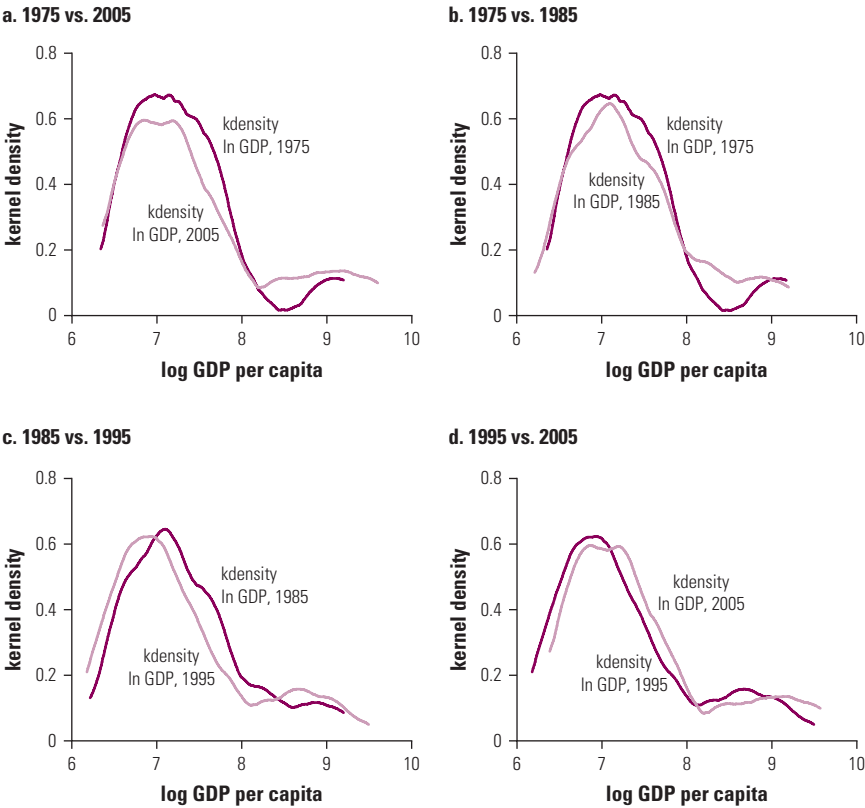 a. 1975 vs. 2005
kernel density
0.8
0.6
0.4
0.2
0
kdensity
ln GDP, 1975
kdensity
ln GDP, 2005
6 7 8 9 10
log GDP per capita
b. 1975 vs. 1985
kernel density
0.8
0.6
0.4
0.2
0
kdensity
ln GDP, 1975
kdensity
ln GDP, 1985
6 7 8 9 10
log GDP per capita
c. 1985 vs. 1995
kernel density
0.8
0.6
0.4
0.2
0
kdensity
ln GDP, 1985
kdensity
ln GDP, 1995
6 7 8 9 10
log GDP per capita
d. 1995 vs. 2005
kernel density
0.8
0.6
0.4
0.2
0
kdensity
ln GDP, 2005
kdensity
ln GDP, 1995
6 7 8 9 10
log GDP per capita